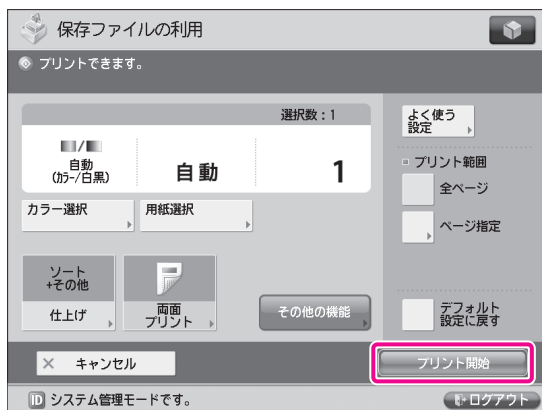 保存ファイルの利用
プリントできます。
選択数：1
自動
(ｶﾗｰ/白黒)
自動
1
カラー選択
用紙選択
ソート
+その他
仕上げ
両面
プリント
その他の機能
よく使う
設定
プリント範囲
全ページ
ページ指定
デフォルト
設定に戻す
× キャンセル
プリント開始
ID システム管理モードです。
ログアウト